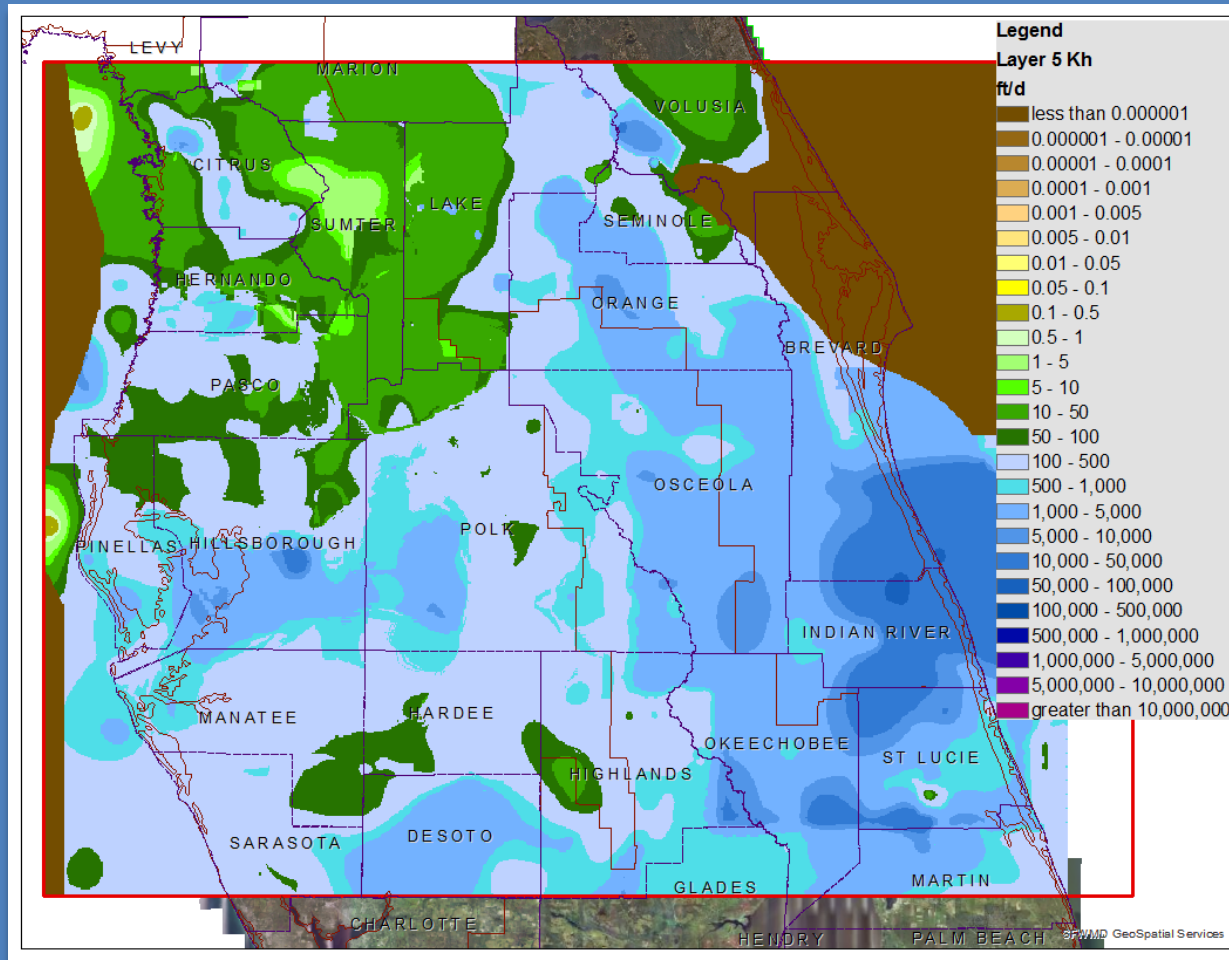 Legend
Layer 5 Kh
ft/d
less than 0.000001
0.000001 - 0.00001
0.00001 - 0.0001
0.0001 - 0.001
0.001 - 0.005
0.005 - 0.01
0.01 - 0.05
0.05 - 0.1
0.1 - 0.5
0.5 - 1
1 - 5
5 - 10
10 - 50
50 - 100
100 - 500
500 - 1,000
1,000 - 5,000
5,000 - 10,000
10,000 - 50,000
50,000 - 100,000
100,000 - 500,000
500,000 - 1,000,000
1,000,000 - 5,000,000
5,000,000 - 10,000,000
greater than 10,000,000
LEVY
MARION
VOLUSIA
CITRUS
LAKE
SUMTER
SEMINOLE
HERNANDO
ORANGE
BREVARD
PASCO
OSCEOLA
POLK
PINELLAS
HILLSBOROUGH
INDIAN RIVER
MANATEE
HARDEE
OKEECHOBEE
ST LUCIE
HIGHLANDS
DESOTO
SARASOTA
MARTIN
GLADES
CHARLOTTE
HENDRY
PALM BEACH
SFWMD GeoSpatial Services